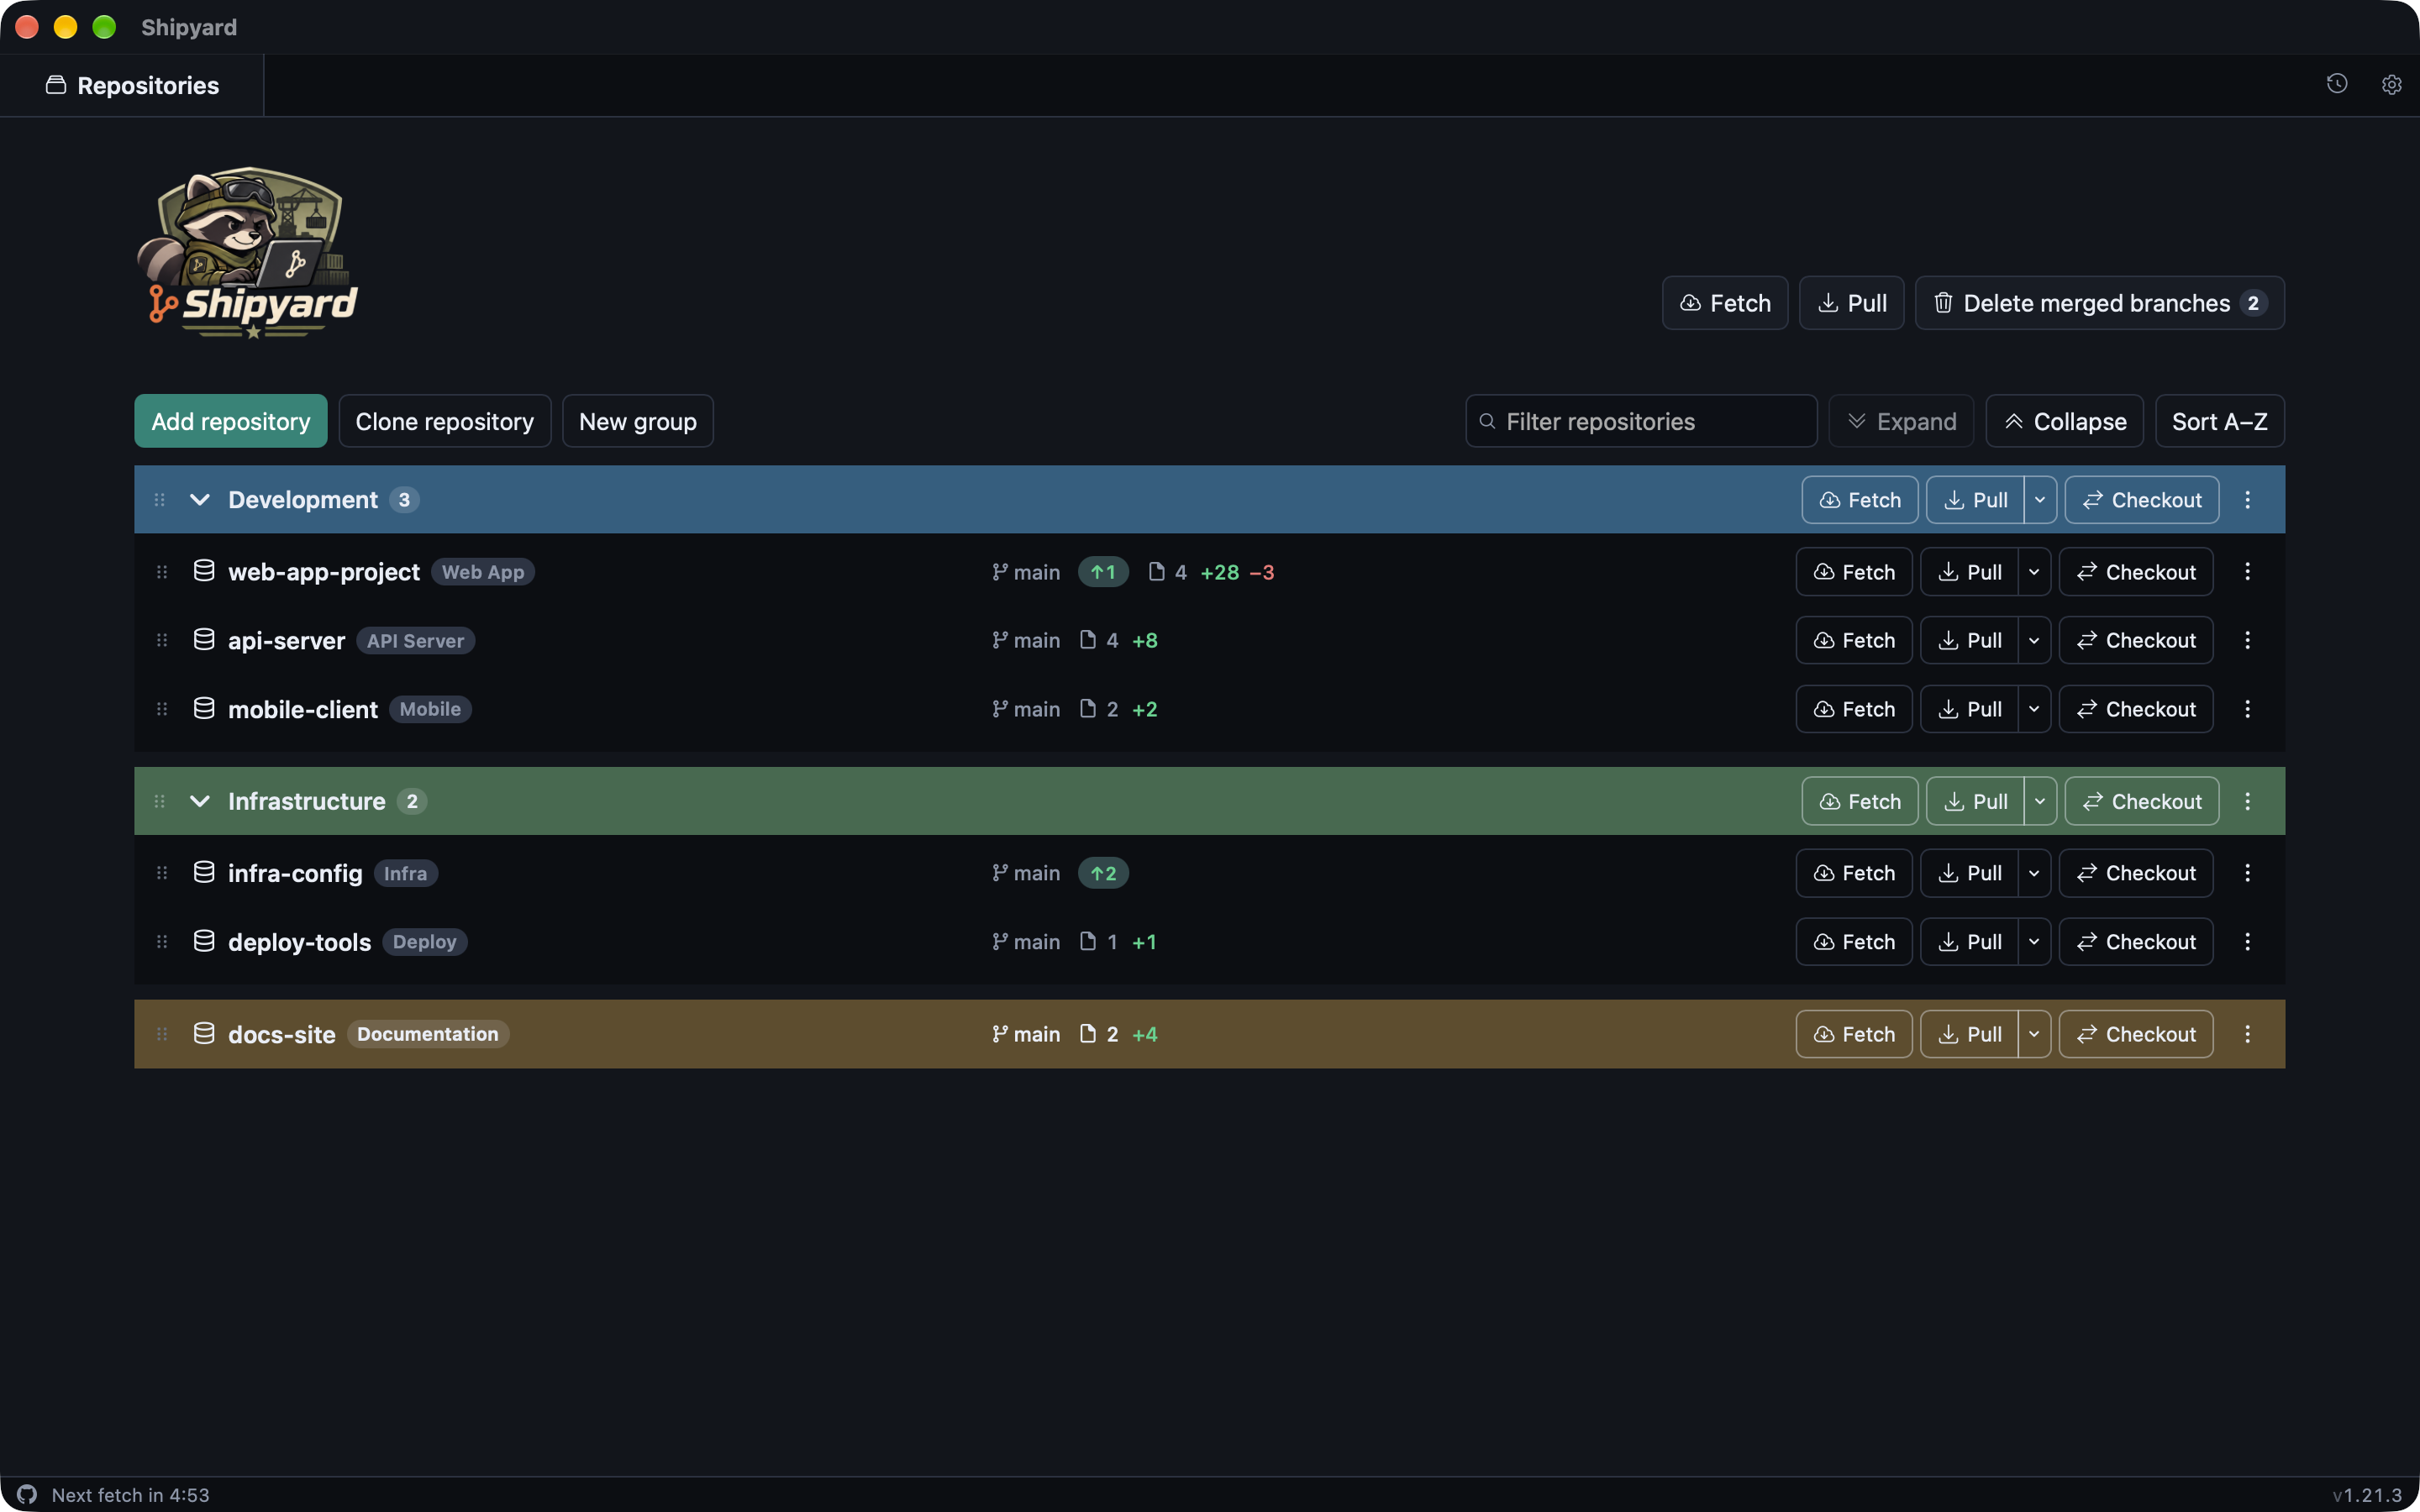 Shipyard
Repositories
Shipyard
Fetch Pull Delete merged branches 2
Add repository Clone repository New group Filter repositories Expand Collapse Sort A–Z
Development 3 Fetch Pull Checkout
web-app-project Web App main ↑1 4 +28 −3 Fetch Pull Checkout
api-server API Server main 4 +8 Fetch Pull Checkout
mobile-client Mobile main 2 +2 Fetch Pull Checkout
Infrastructure 2 Fetch Pull Checkout
infra-config Infra main ↑2 Fetch Pull Checkout
deploy-tools Deploy main 1 +1 Fetch Pull Checkout
docs-site Documentation main 2 +4 Fetch Pull Checkout
Next fetch in 4:53 v1.21.3